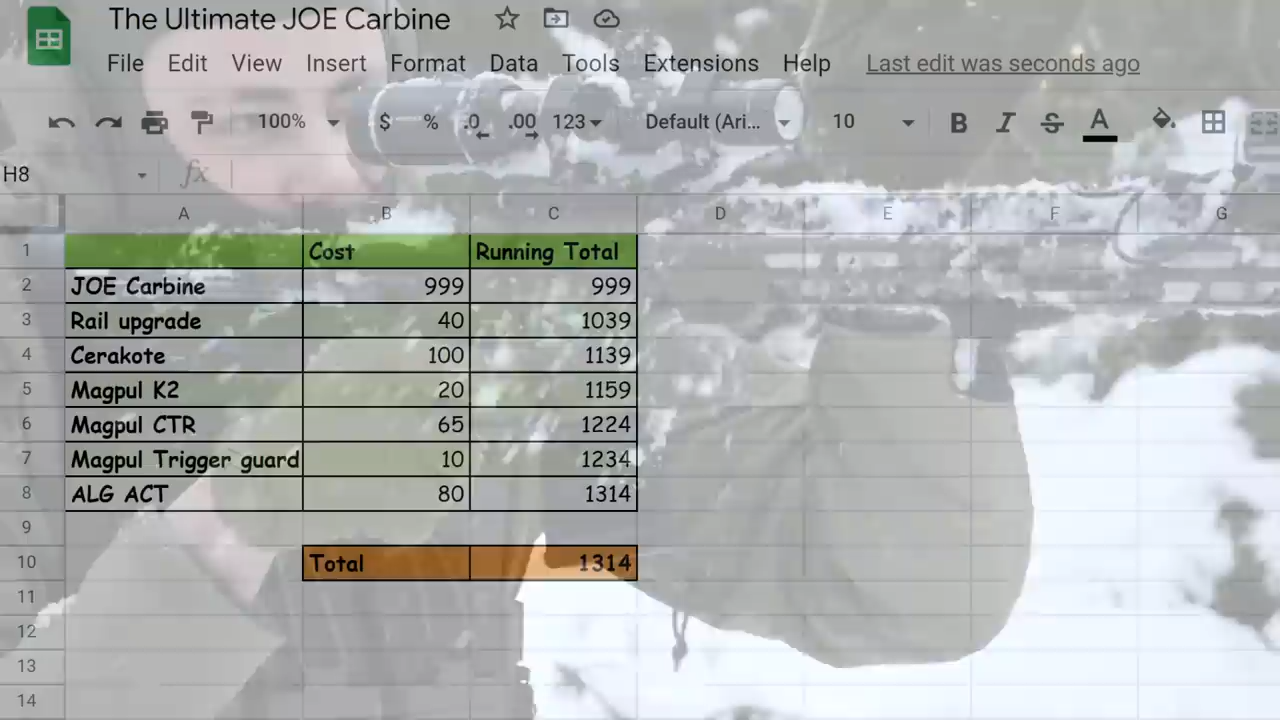 The Ultimate JOE Carbine
File Edit View Insert Format Data Tools Extensions Help Last edit was seconds ago
100% $ % .0 .00 123 Default (Ari... 10 B I S A
H8 fx
A B C D E F G
1 Cost Running Total
2 JOE Carbine 999 999
3 Rail upgrade 40 1039
4 Cerakote 100 1139
5 Magpul K2 20 1159
6 Magpul CTR 65 1224
7 Magpul Trigger guard 10 1234
8 ALG ACT 80 1314
9
10 Total 1314
11
12
13
14